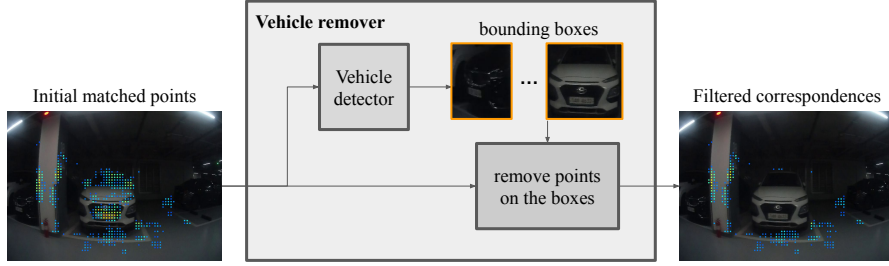 Vehicle remover
bounding boxes
Vehicle
detector
...
Initial matched points
Filtered correspondences
remove points
on the boxes